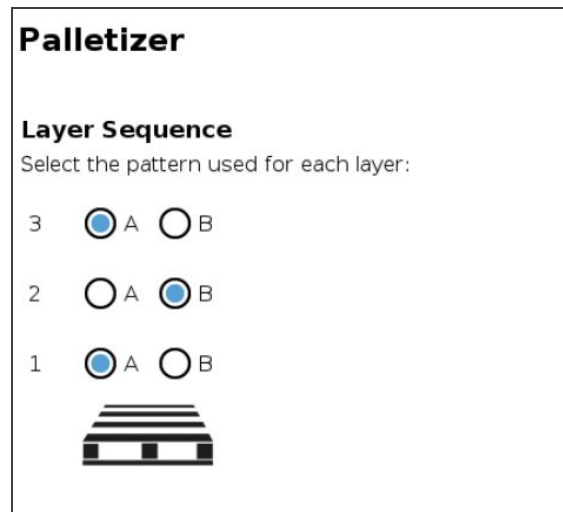 Palletizer
Layer Sequence
Select the pattern used for each layer:
3 A B
2 A B
1 A B